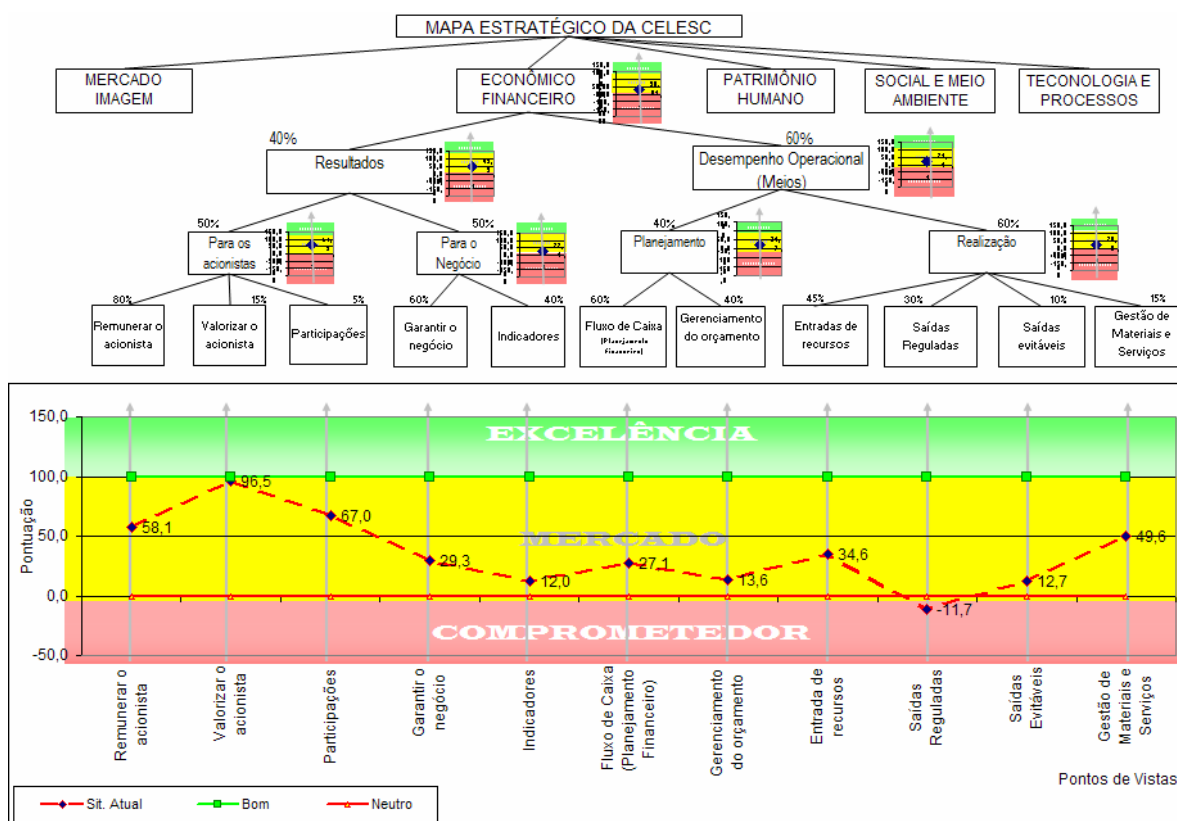 MAPA ESTRATÉGICO DA CELESC
MERCADO
IMAGEM
ECONÔMICO
FINANCEIRO
PATRIMÔNIO
HUMANO
SOCIAL E MEIO
AMBIENTE
TECONOLOGIA E
PROCESSOS
40%
60%
Resultados
Desempenho Operacional
(Meios)
50%
50%
40%
60%
Para os
acionistas
Para o
Negócio
Planejamento
Realização
80%
15%
5%
60%
40%
60%
40%
45%
30%
10%
15%
Remunerar o
acionista
Valorizar o
acionista
Participações
Garantir o
negócio
Indicadores
Fluxo de Caixa
(Planejamento
financeiro)
Gerenciamento
do orçamento
Entradas de
recursos
Saídas
Reguladas
Saídas
evitáveis
Gestão de
Materiais e
Serviços
Pontuação
150,0
100,0
50,0
0,0
-50,0
EXCELÊNCIA
MERCADO
COMPROMETEDOR
58,1
96,5
67,0
29,3
12,0
27,1
13,6
34,6
-11,7
12,7
49,6
Remunerar o
acionista
Valorizar o
acionista
Participações
Garantir o
negócio
Indicadores
Fluxo de Caixa
(Planejamento
Financeiro)
Gerenciamento
do orçamento
Entrada de
recursos
Saídas
Reguladas
Saídas
Evitáveis
Gestão de
Materiais e
Serviços
Pontos de Vistas
Sit. Atual
Bom
Neutro